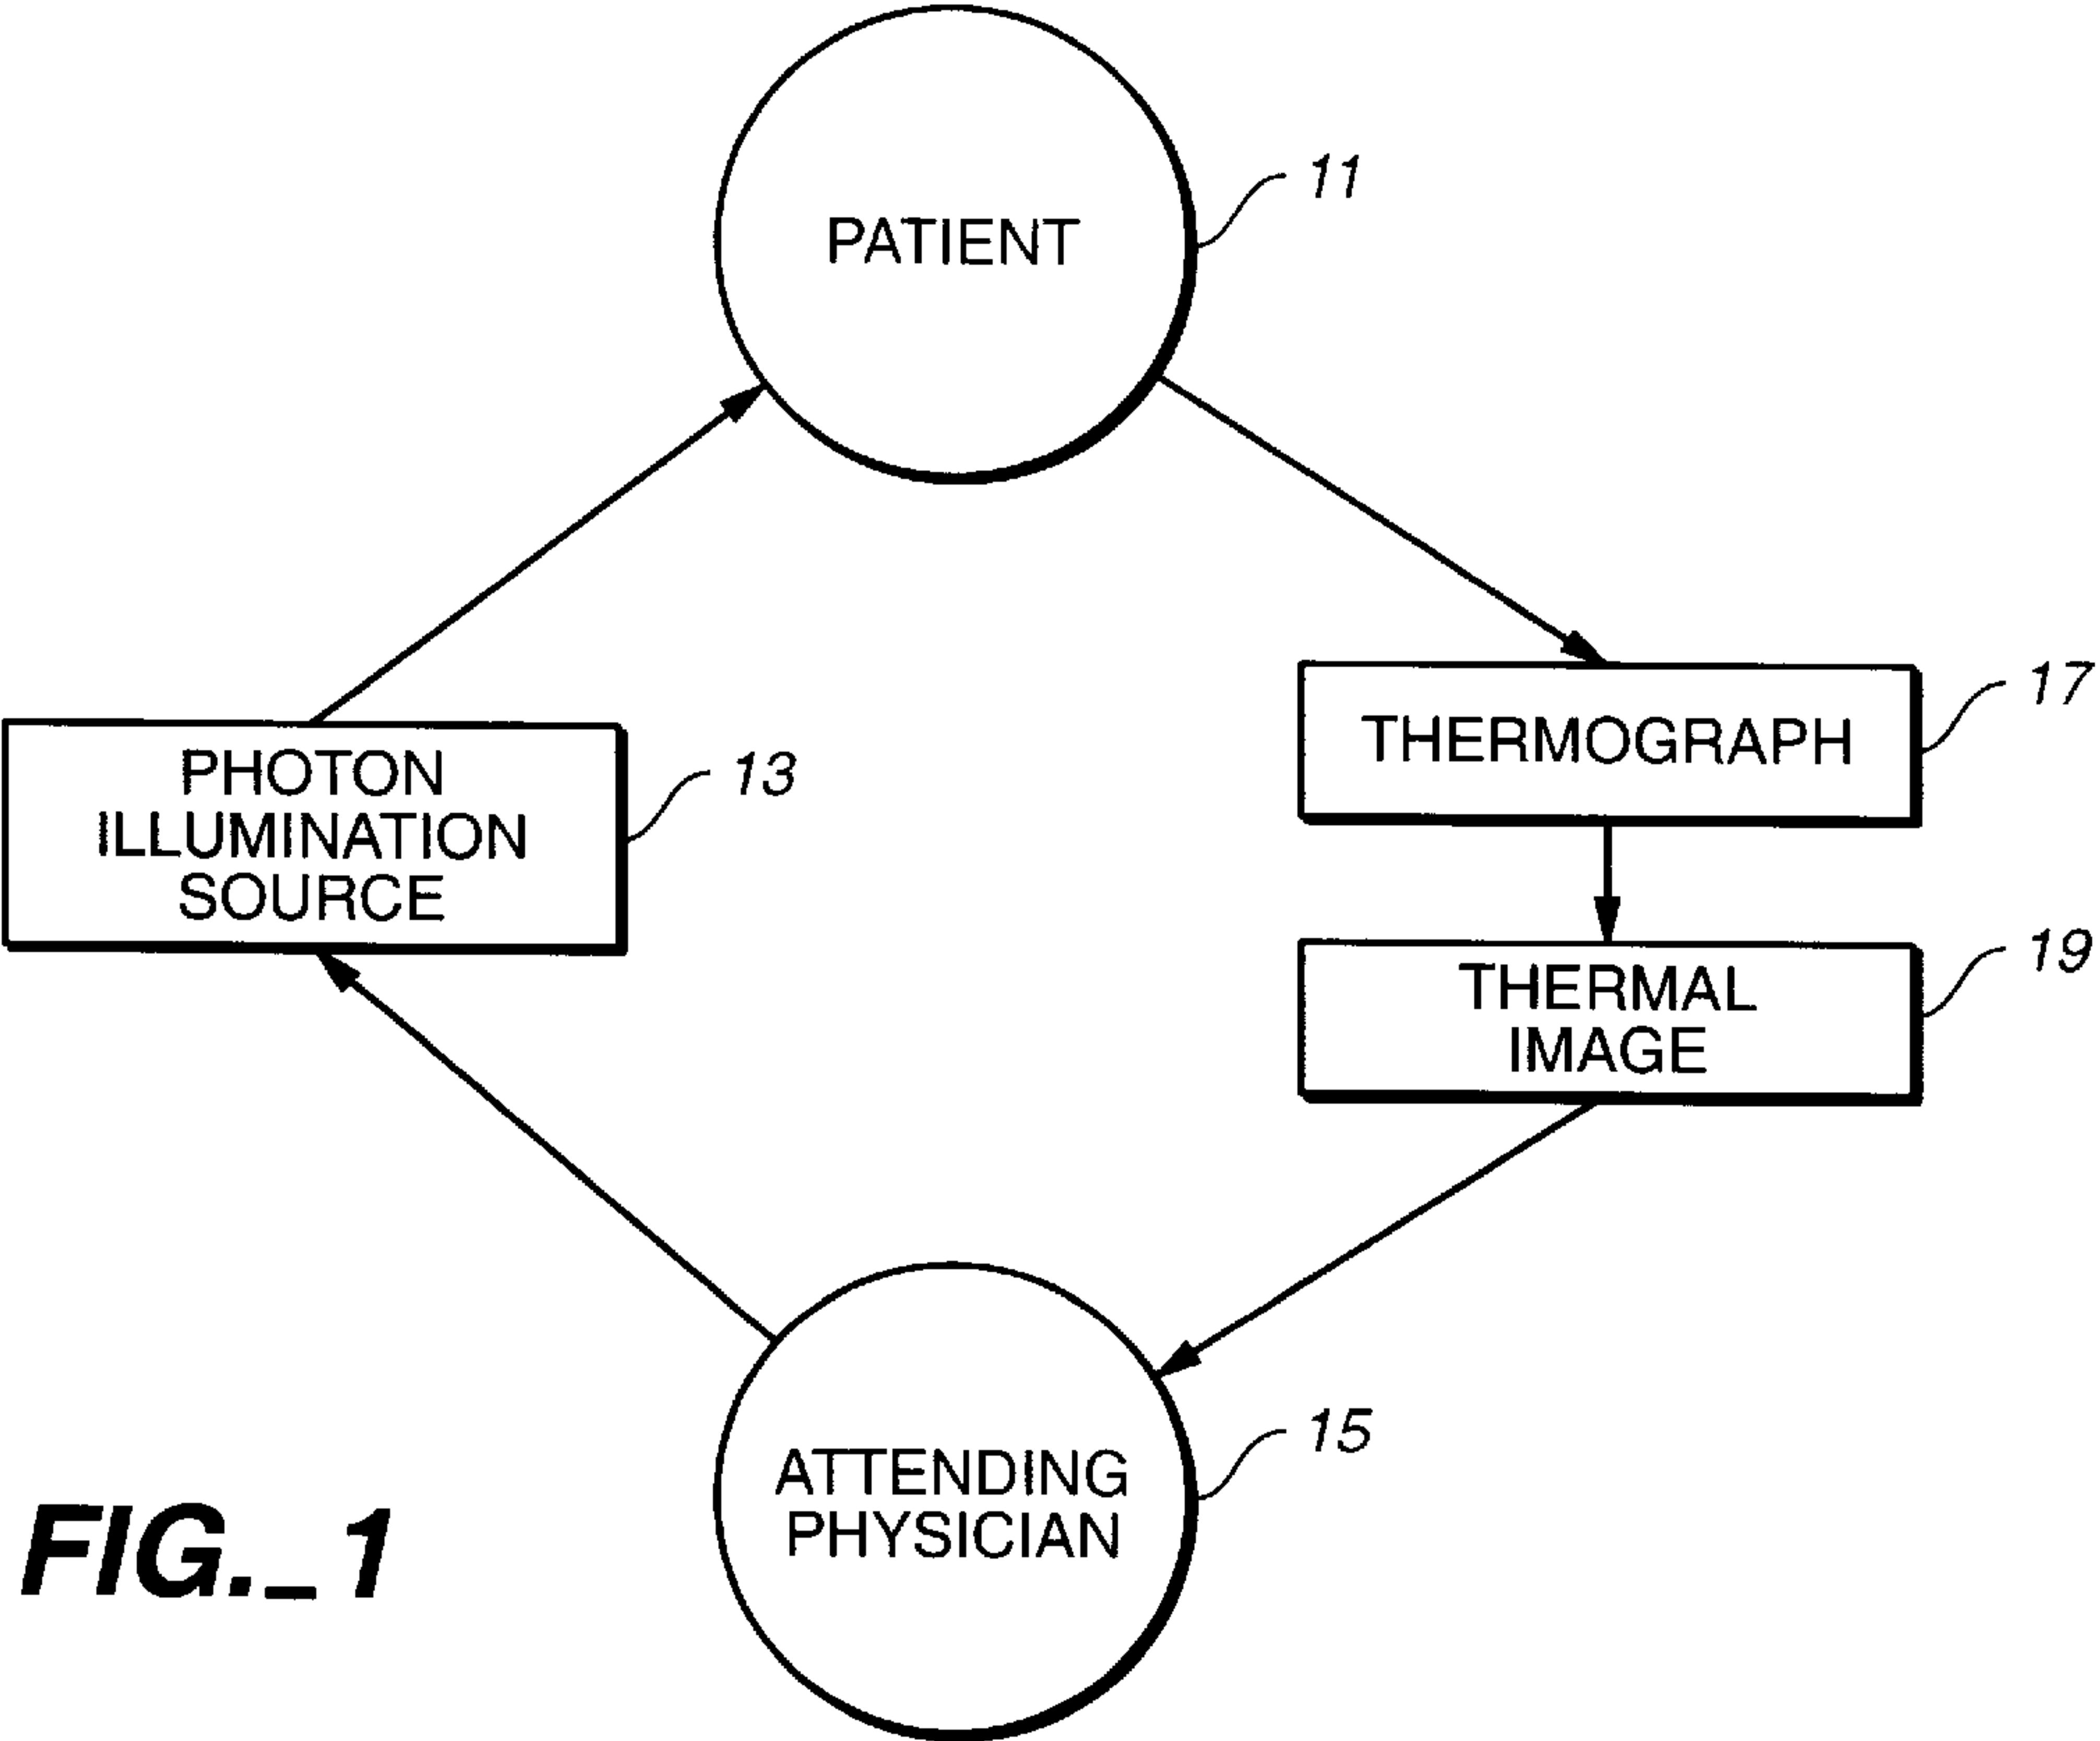 PATIENT
11
THERMOGRAPH
17
PHOTON
ILLUMINATION
SOURCE
13
THERMAL
IMAGE
19
ATTENDING
PHYSICIAN
15
FIG._1